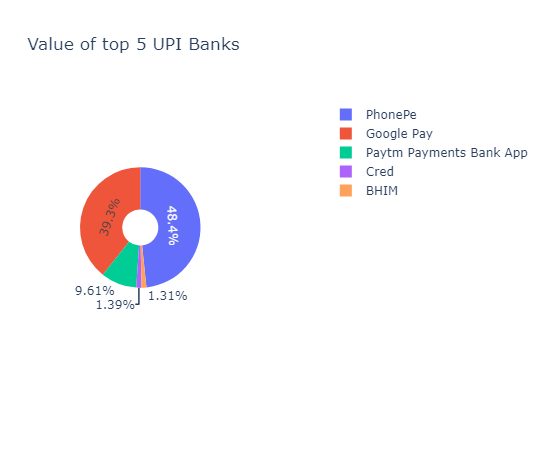 Value of top 5 UPI Banks
PhonePe
Google Pay
Paytm Payments Bank App
Cred
BHIM
39.3%
48.4%
9.61%
1.39%
1.31%